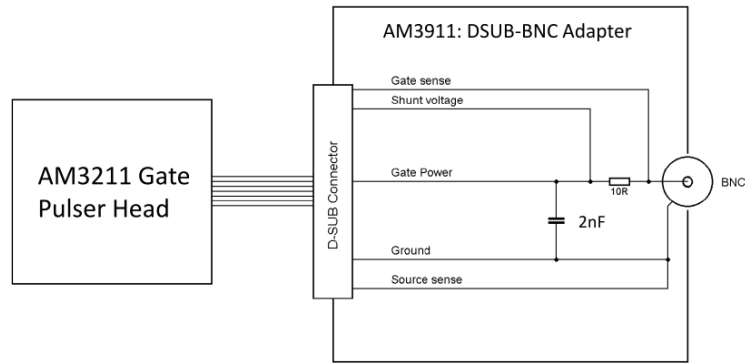 AM3911: DSUB-BNC Adapter
Gate sense
Shunt voltage
AM3211 Gate
Pulser Head
D-SUB Connector
Gate Power
10R
BNC
2nF
Ground
Source sense